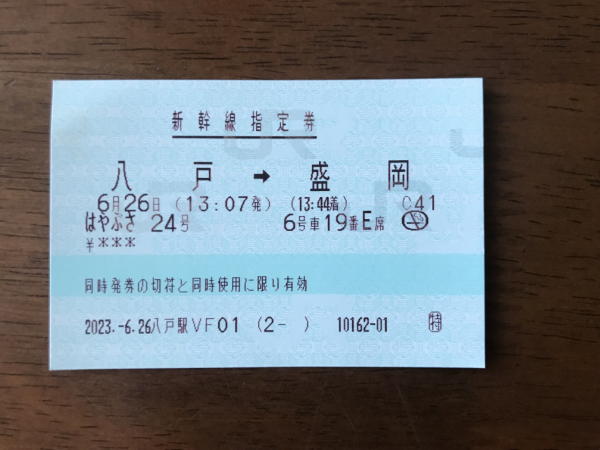 新幹線指定券
八戸 → 盛岡
6月26日 (13:07発) (13:44着) C41
はやぶさ 24号 6号車19番E席
¥***
同時発券の切符と同時使用に限り有効
2023.-6.26八戸駅VF01 (2- ) 10162-01 特